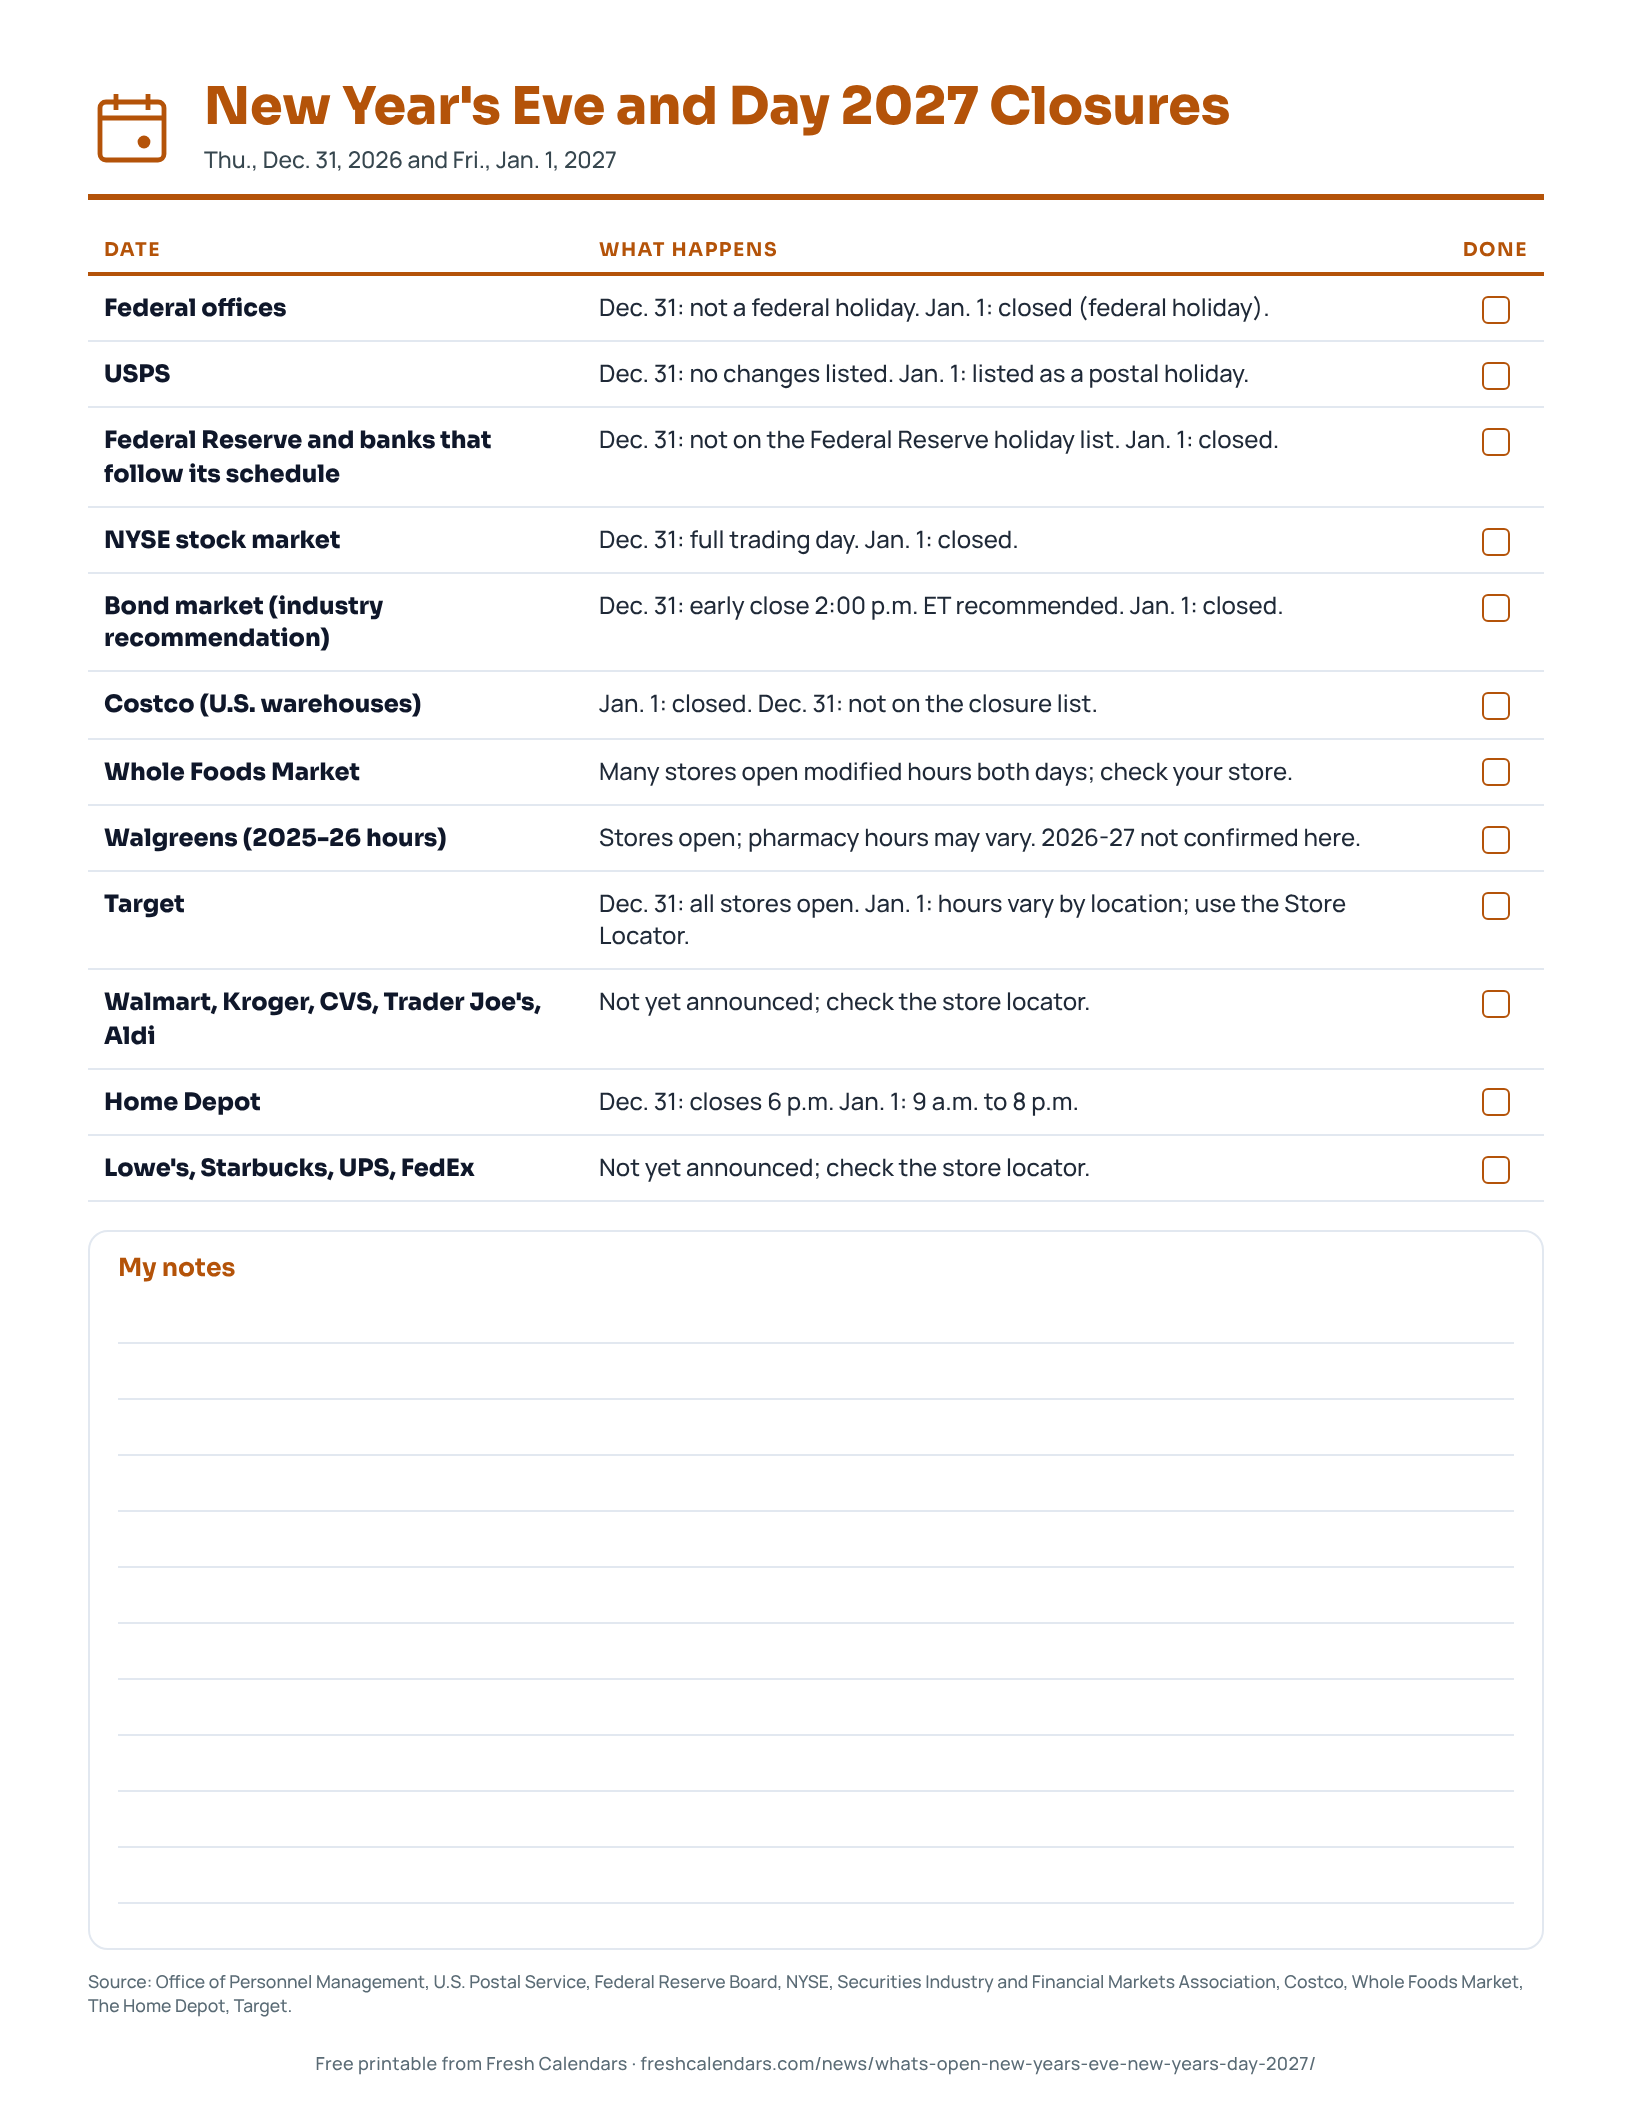 New Year's Eve and Day 2027 Closures
Thu., Dec. 31, 2026 and Fri., Jan. 1, 2027
DATE WHAT HAPPENS DONE
Federal offices Dec. 31: not a federal holiday. Jan. 1: closed (federal holiday).
USPS Dec. 31: no changes listed. Jan. 1: listed as a postal holiday.
Federal Reserve and banks that Dec. 31: not on the Federal Reserve holiday list. Jan. 1: closed.
follow its schedule
NYSE stock market Dec. 31: full trading day. Jan. 1: closed.
Bond market (industry Dec. 31: early close 2:00 p.m. ET recommended. Jan. 1: closed.
recommendation)
Costco (U.S. warehouses) Jan. 1: closed. Dec. 31: not on the closure list.
Whole Foods Market Many stores open modified hours both days; check your store.
Walgreens (2025–26 hours) Stores open; pharmacy hours may vary. 2026-27 not confirmed here.
Target Dec. 31: all stores open. Jan. 1: hours vary by location; use the Store
Locator.
Walmart, Kroger, CVS, Trader Joe's, Not yet announced; check the store locator.
Aldi
Home Depot Dec. 31: closes 6 p.m. Jan. 1: 9 a.m. to 8 p.m.
Lowe's, Starbucks, UPS, FedEx Not yet announced; check the store locator.
My notes
Source: Office of Personnel Management, U.S. Postal Service, Federal Reserve Board, NYSE, Securities Industry and Financial Markets Association, Costco, Whole Foods Market,
The Home Depot, Target.
Free printable from Fresh Calendars · freshcalendars.com/news/whats-open-new-years-eve-new-years-day-2027/